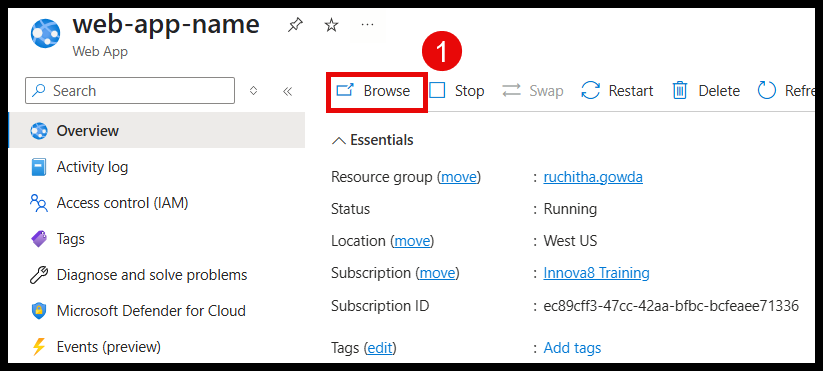 web-app-name
Web App
1
Search
Browse
Stop
Swap
Restart
Delete
Refre
Overview
Activity log
Access control (IAM)
Tags
Diagnose and solve problems
Microsoft Defender for Cloud
Events (preview)
Essentials
Resource group (move) : ruchitha.gowda
Status : Running
Location (move) : West US
Subscription (move) : Innova8 Training
Subscription ID : ec89cff3-47cc-42aa-bfbc-bcfeaee71336
Tags (edit) : Add tags